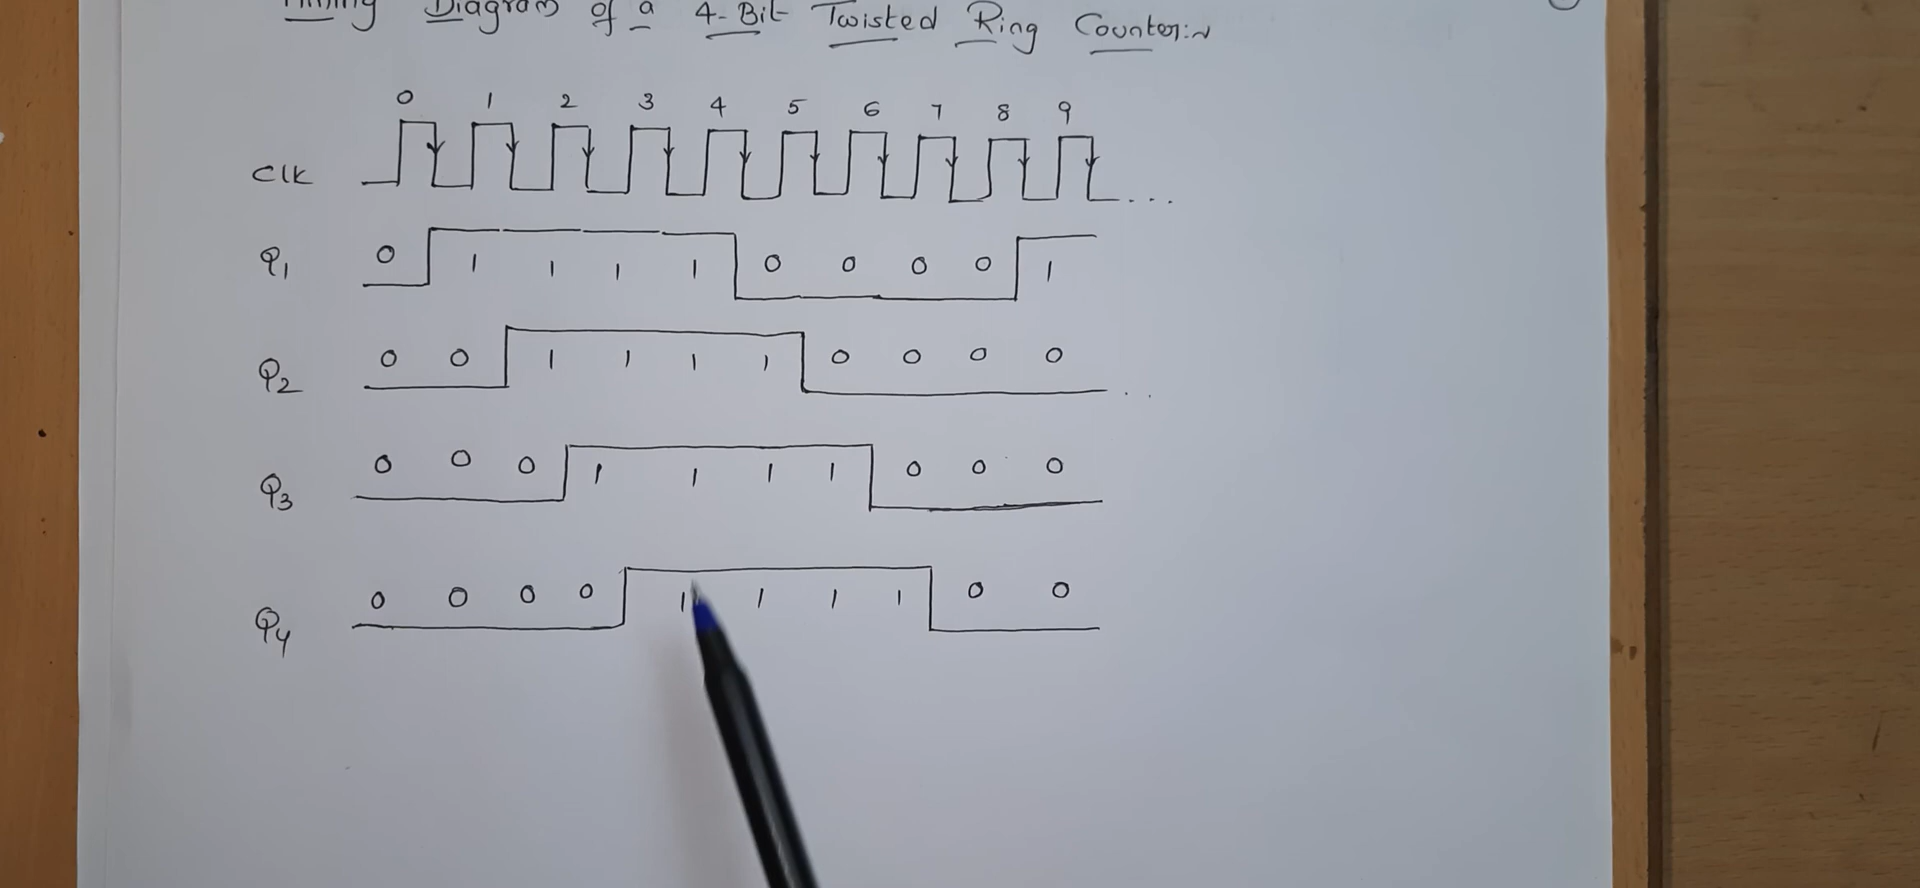 Timing Diagram of a 4-Bit Twisted Ring Counter:~
0 1 2 3 4 5 6 7 8 9
Clk ...
Q1 0 1 1 1 1 0 0 0 0 1
Q2 0 0 1 1 1 1 0 0 0 0 ..
Q3 0 0 0 1 1 1 1 0 0 0
Q4 0 0 0 0 1 1 1 1 0 0